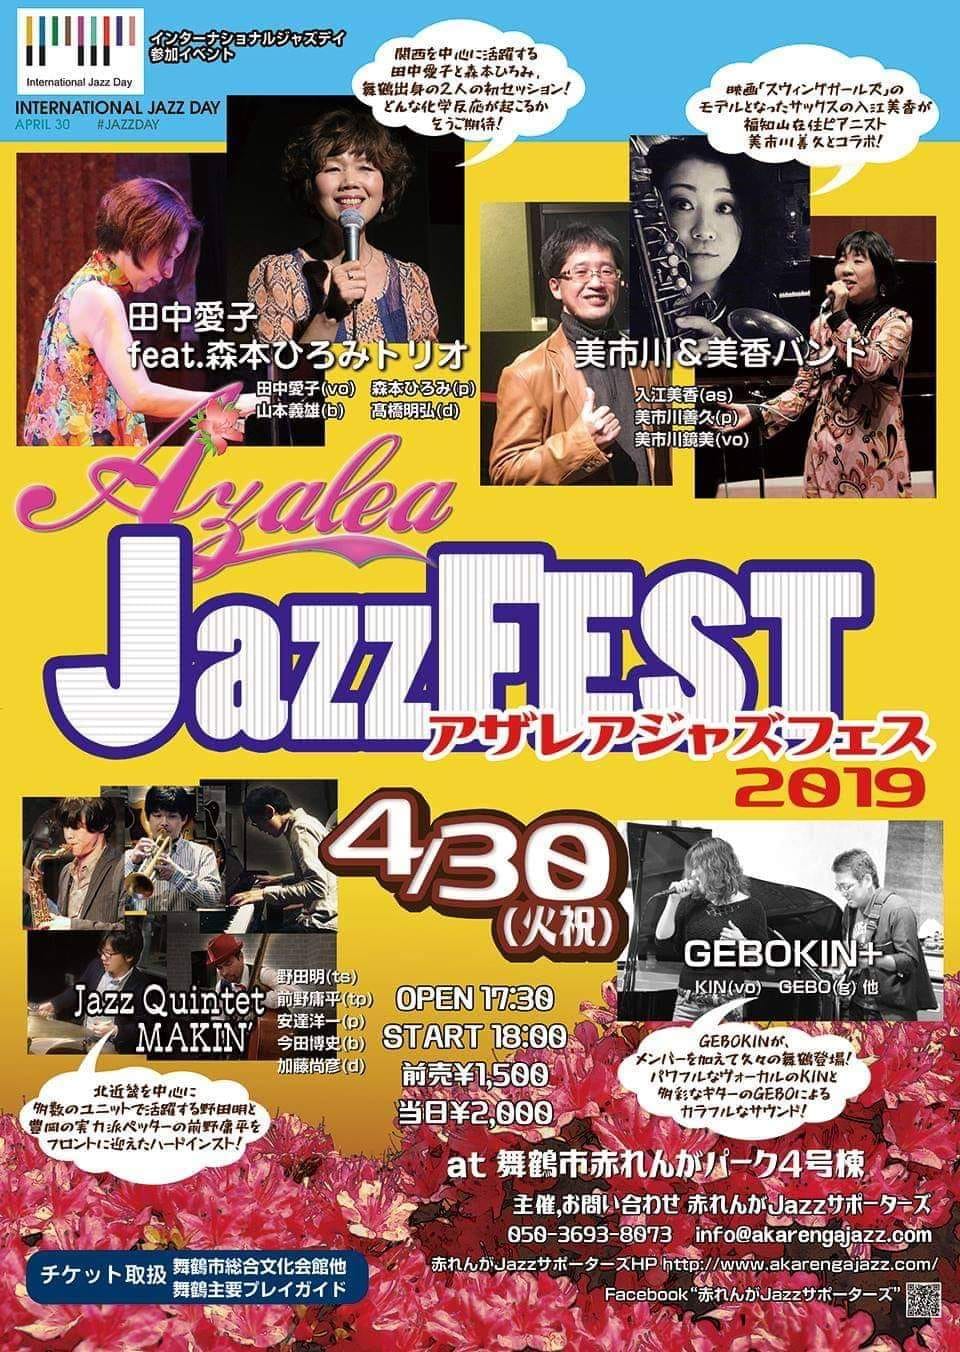 International Jazz Day
インターナショナルジャズデイ
参加イベント
INTERNATIONAL JAZZ DAY
APRIL 30 #JAZZDAY
関西を中心に活躍する
田中愛子と森本ひろみ、
舞鶴出身の2人の初セッション!
どんな化学反応が起こるか
をうご期待!
映画「スウィングガールズ」の
モデルとなったサックスの入江美香が
福知山在住ピアニスト
美市川善久とコラボ!
田中愛子
feat.森本ひろみトリオ
田中愛子(vo) 森本ひろみ(p)
山本義雄(b) 髙橋明弘(d)
美市川&美香バンド
入江美香(as)
美市川善久(p)
美市川鏡美(vo)
Azalea
JazzFEST
アザレアジャズフェス
2019
4/30
(火祝)
Jazz Quintet
MAKIN'
野田明(ts)
前野庸平(tp)
安達洋一(p)
今田博史(b)
加藤尚彦(d)
OPEN 17:30
START 18:00
前売¥1,500
当日¥2,000
GEBOKIN+
KIN(vo) GEBO(g) 他
GEBOKINが、
メンバーを加えて久々の舞鶴登場!
パワフルなヴォーカルのKINと
多彩なギターのGEBOによる
カラフルなサウンド!
北近畿を中心に
多数のユニットで活躍する野田明と
豊岡の実力派ペッターの前野庸平を
フロントに迎えたハードインスト!
at 舞鶴市赤れんがパーク4号棟
主催,お問い合わせ 赤れんがJazzサポーターズ
050-3693-8073 info@akarengajazz.com
赤れんがJazzサポーターズHP http://www.akarengajazz.com/
Facebook"赤れんがJazzサポーターズ"
チケット取扱 舞鶴市総合文化会館他
舞鶴主要プレイガイド